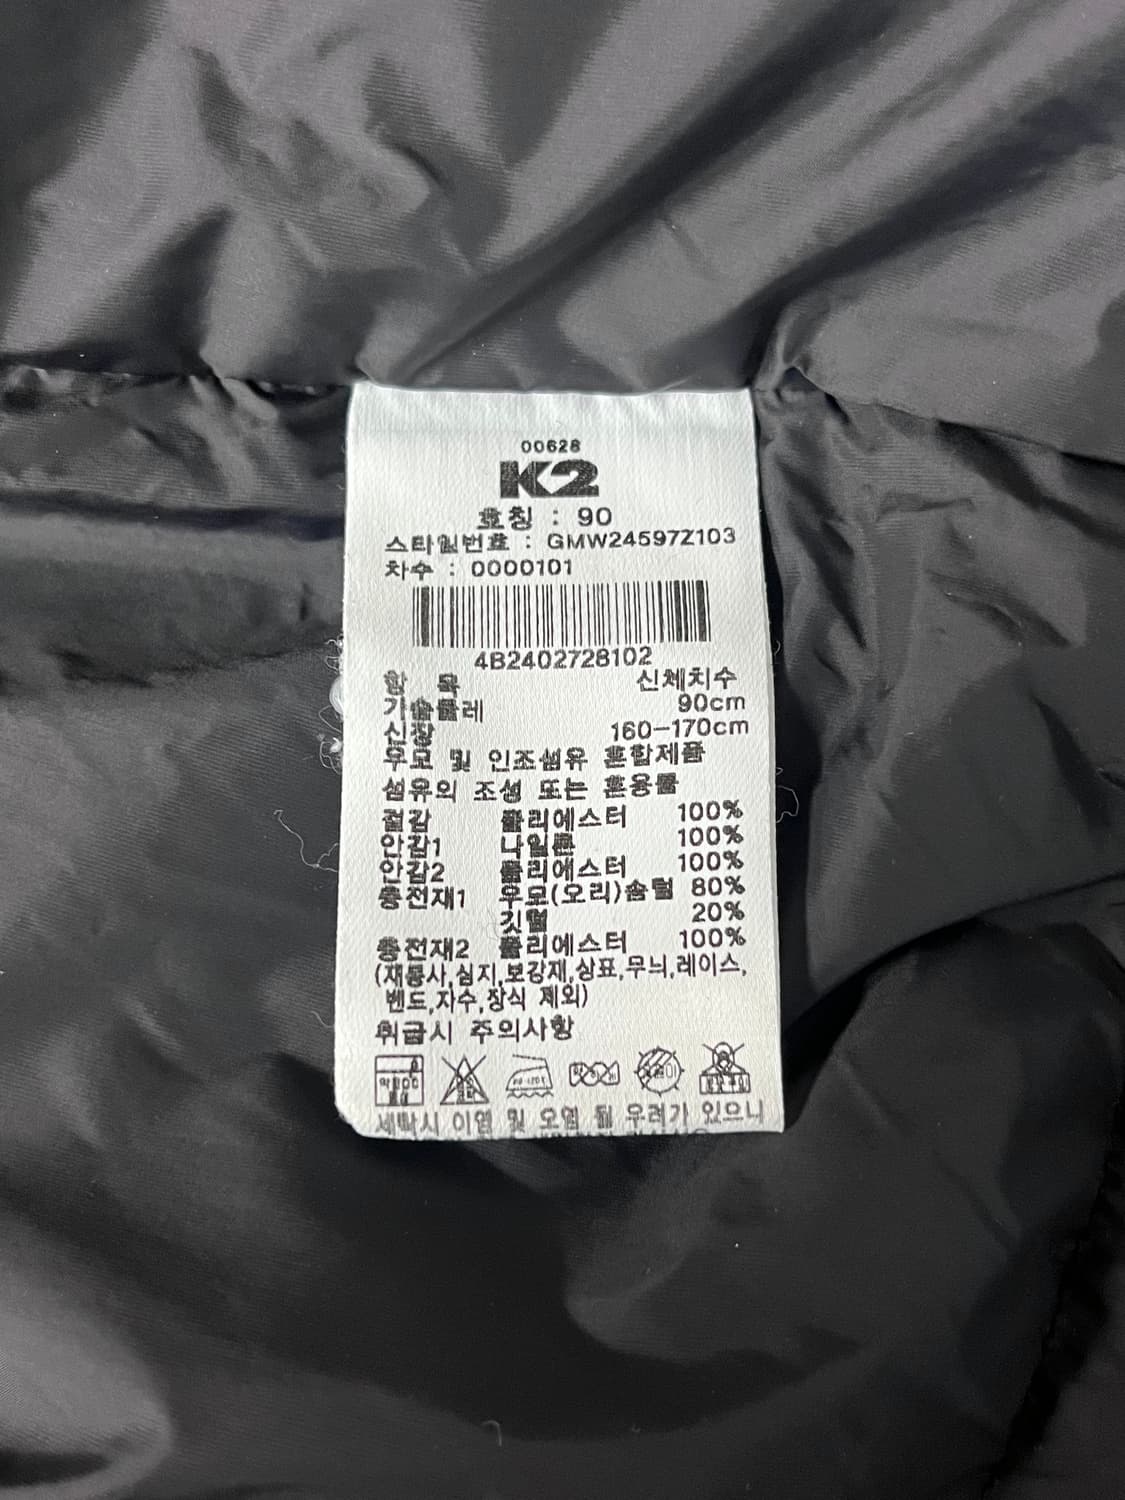 00628
K2
호칭 : 90
스타일번호 : GMW24597Z103
차수 : 0000101
4B2402728102
항 목 신체치수
가슴둘레 90cm
신장 160-170cm
우모 및 인조섬유 혼합제품
섬유의 조성 또는 혼용률
겉감 폴리에스터 100%
안감1 나일론 100%
안감2 폴리에스터 100%
충전재1 우모(오리)솜털 80%
깃털 20%
충전재2 폴리에스터 100%
(재봉사,심지,보강재,상표,무늬,레이스,
밴드,자수,장식 제외)
취급시 주의사항
세탁시 이염 및 오염 될 우려가 있으니